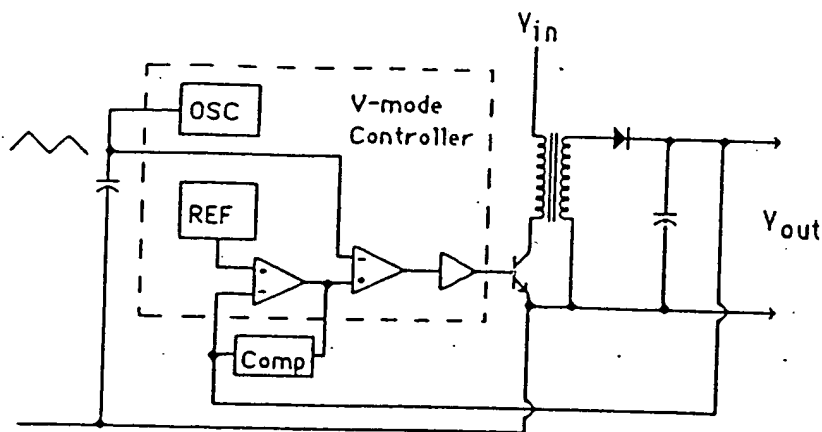 Vin
OSC
V-mode
Controller
REF
Vout
+
-
-
+
Comp